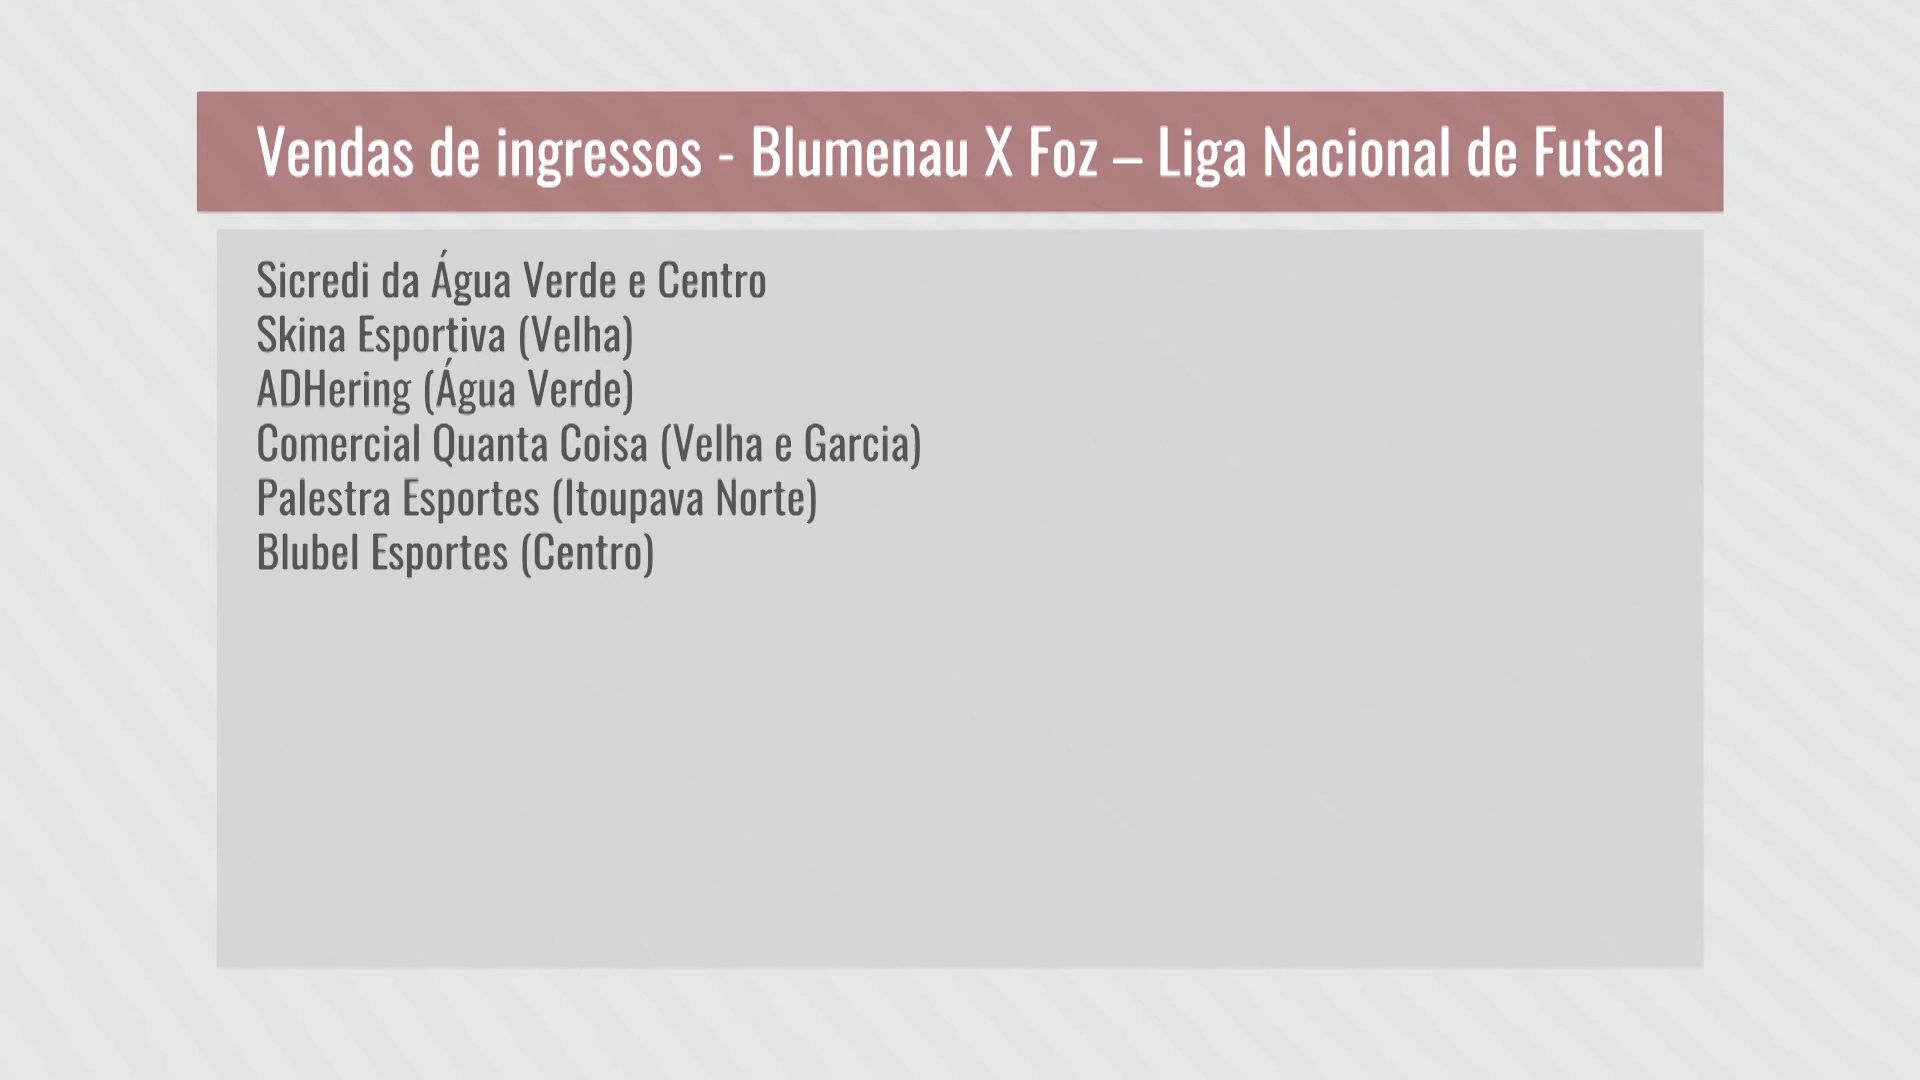 Vendas de ingressos - Blumenau X Foz – Liga Nacional de Futsal
Sicredi da Água Verde e Centro
Skina Esportiva (Velha)
ADHering (Água Verde)
Comercial Quanta Coisa (Velha e Garcia)
Palestra Esportes (Itoupava Norte)
Blubel Esportes (Centro)